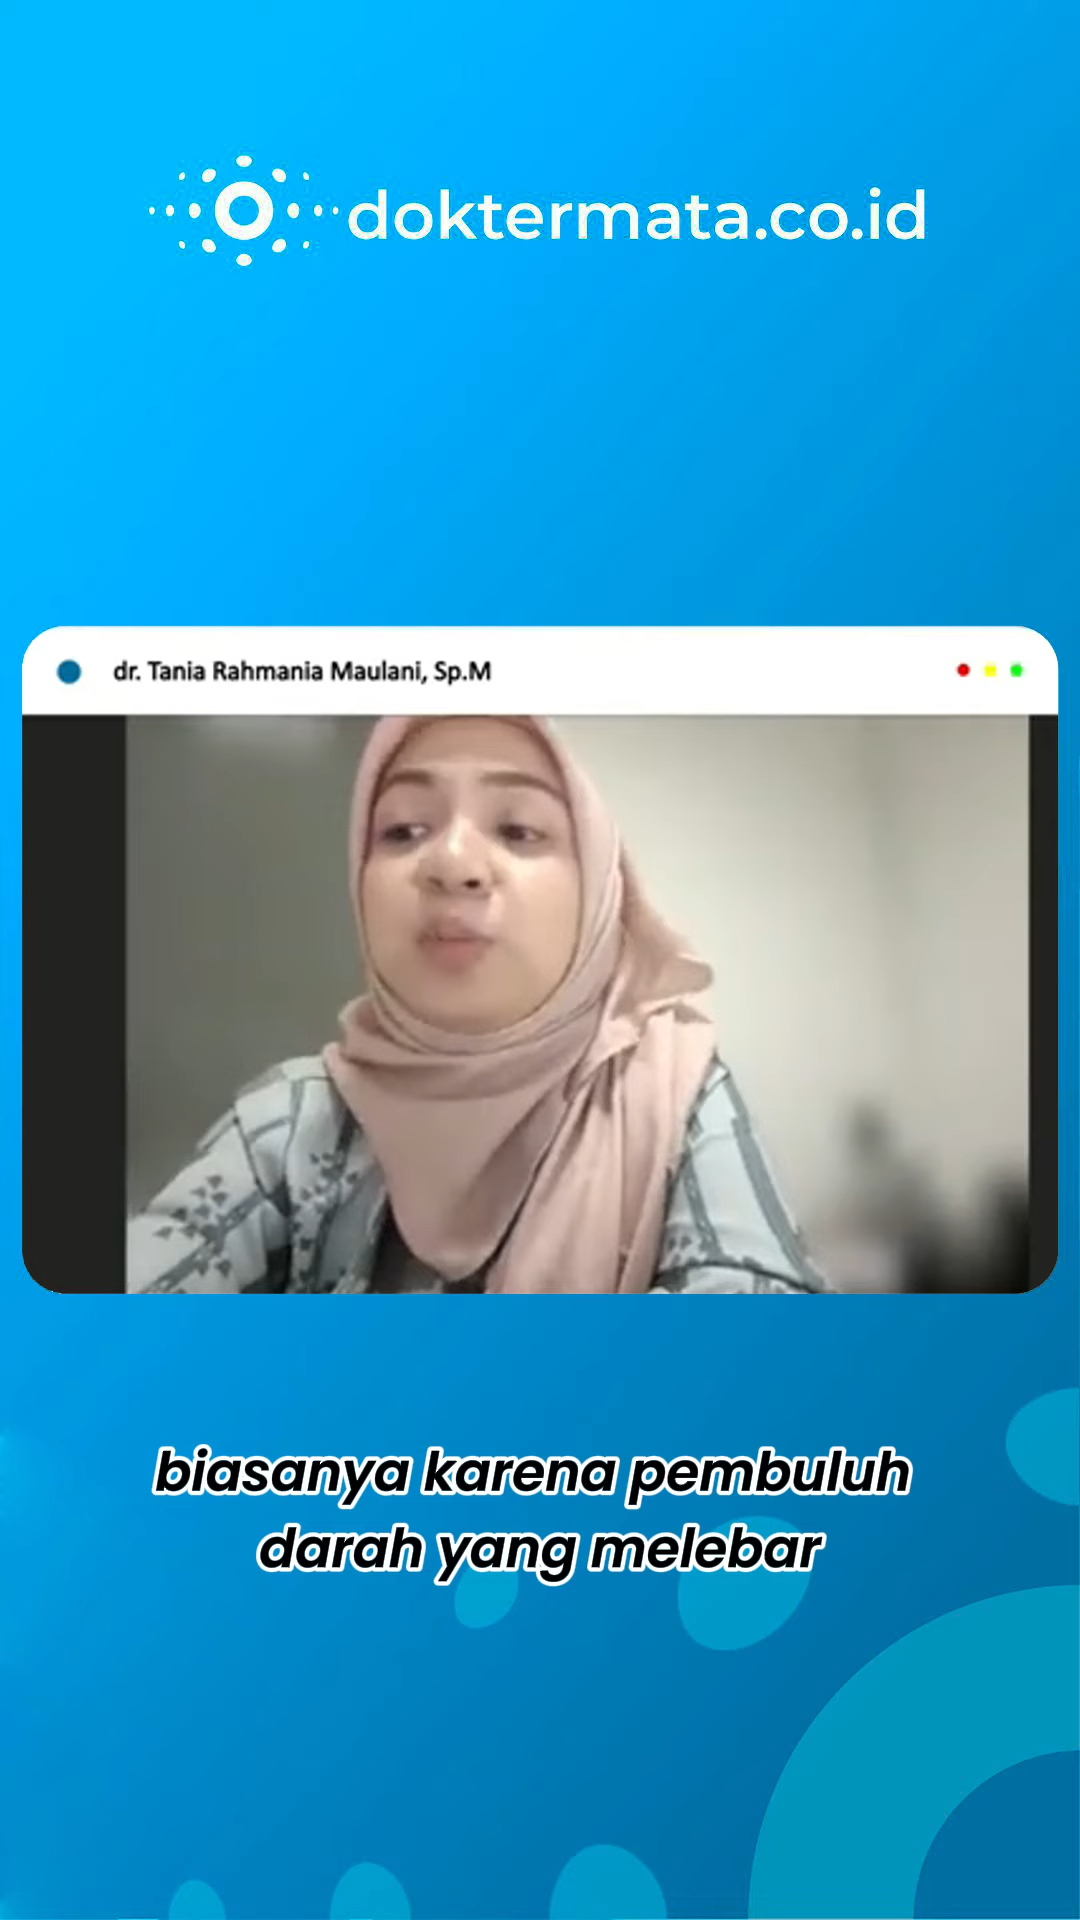 doktermata.co.id
dr. Tania Rahmania Maulani, Sp.M
biasanya karena pembuluh
darah yang melebar